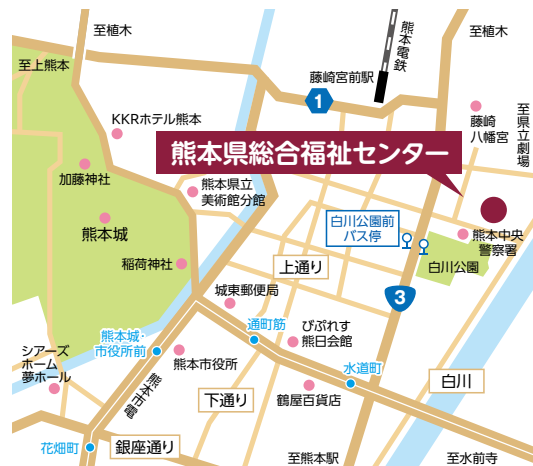 至植木
至植木
熊本
電鉄
至上熊本
藤崎宮前駅
1
KKRホテル熊本
藤崎
八幡宮
至県立劇場
熊本県総合福祉センター
加藤神社
熊本県立
美術館分館
熊本城
白川公園前
バス停
熊本中央
警察署
稲荷神社
上通り
白川公園
城東郵便局
3
熊本城・
市役所前
通町筋
びぷれす
熊日会館
シアーズ
ホーム
夢ホール
熊本市役所
水道町
白川
熊本市電
下通り
鶴屋百貨店
花畑町
銀座通り
至熊本駅
至水前寺